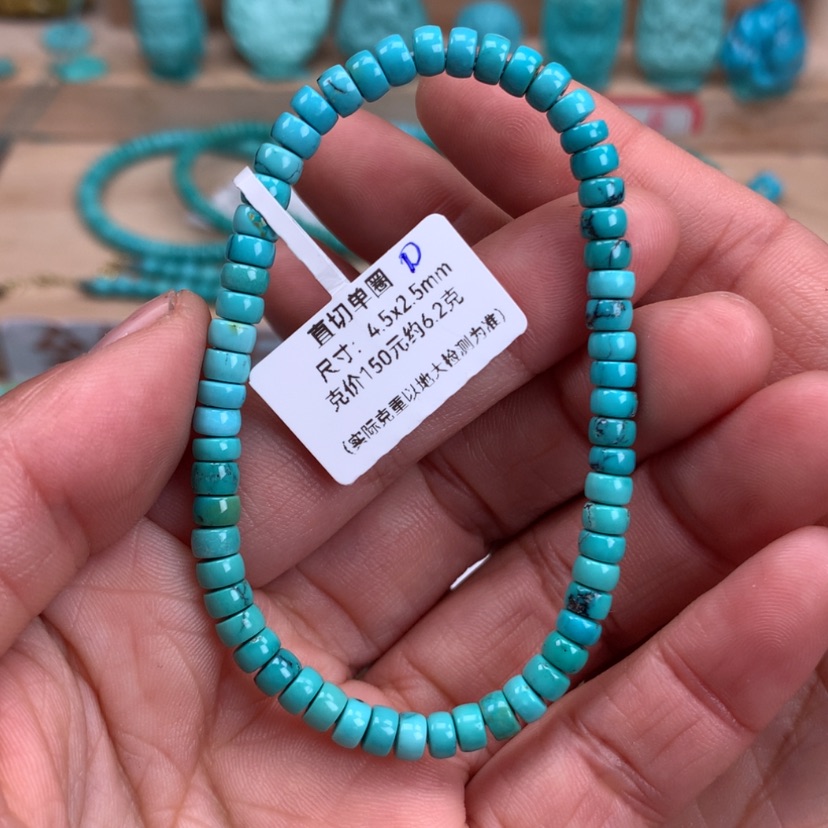 D
直切单圈
尺寸：4.5x2.5mm
克价150元约6.2克
（实际克重以地大检测为准）